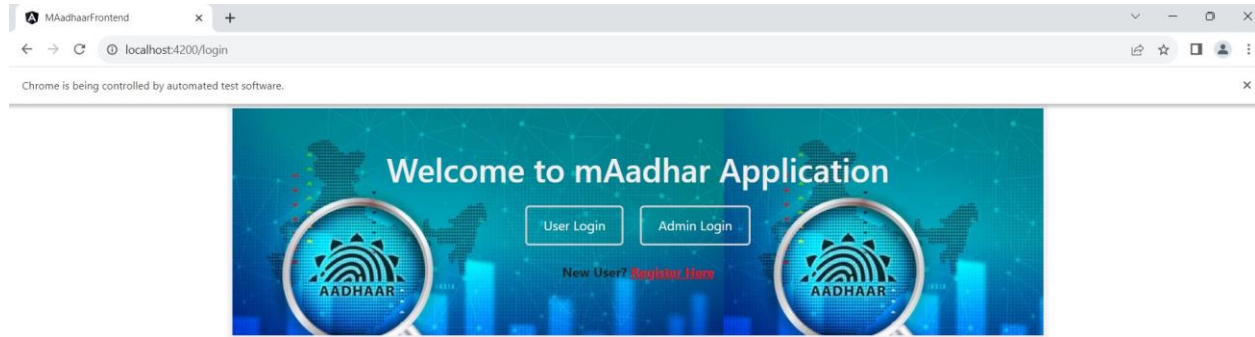 MAadhaarFrontend
localhost:4200/login
Chrome is being controlled by automated test software.
Welcome to mAadhar Application
User Login Admin Login
New User? Register Here
AADHAAR AADHAAR